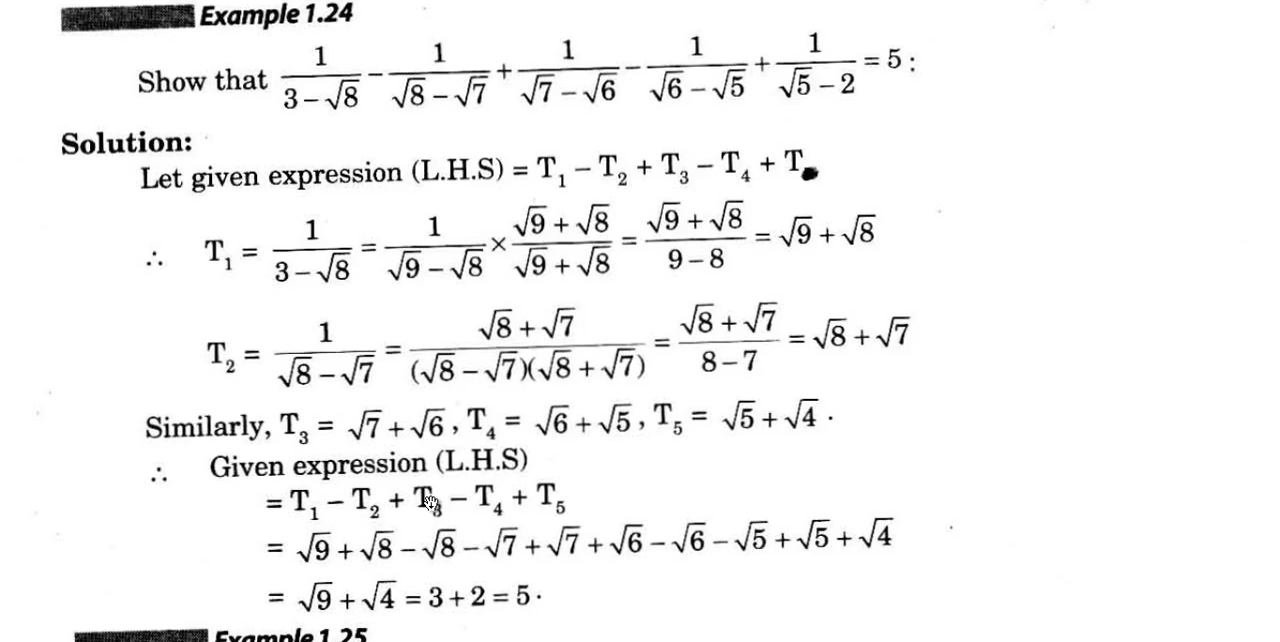 Example 1.24
Show that 1/(3 − √8) − 1/(√8 − √7) + 1/(√7 − √6) − 1/(√6 − √5) + 1/(√5 − 2) = 5 :
Solution:
Let given expression (L.H.S) = T₁ − T₂ + T₃ − T₄ + T
∴ T₁ = 1/(3 − √8) = 1/(√9 − √8) × (√9 + √8)/(√9 + √8) = (√9 + √8)/(9 − 8) = √9 + √8
T₂ = 1/(√8 − √7) = (√8 + √7)/((√8 − √7)(√8 + √7)) = (√8 + √7)/(8 − 7) = √8 + √7
Similarly, T₃ = √7 + √6 , T₄ = √6 + √5 , T₅ = √5 + √4 .
∴ Given expression (L.H.S)
= T₁ − T₂ + T₃ − T₄ + T₅
= √9 + √8 − √8 − √7 + √7 + √6 − √6 − √5 + √5 + √4
= √9 + √4 = 3 + 2 = 5 .
Example 1.25